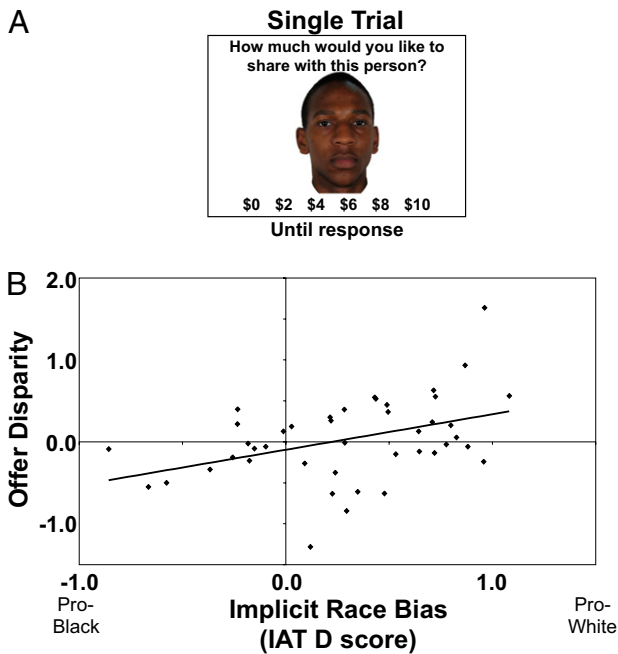 A
Single Trial
How much would you like to
share with this person?
$0 $2 $4 $6 $8 $10
Until response
B
2.0
1.0
0.0
-1.0
Offer Disparity
-1.0 0.0 1.0
Pro-
Black
Implicit Race Bias
(IAT D score)
Pro-
White